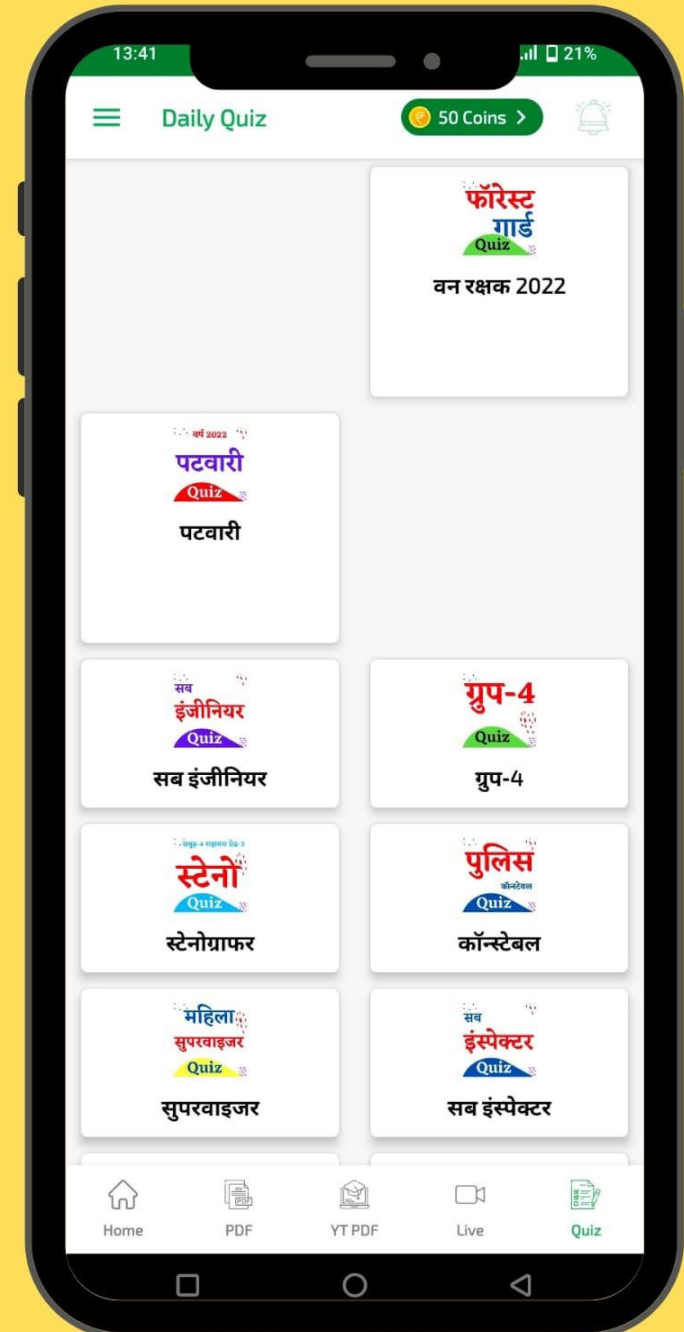 13:41
21%
Daily Quiz
50 Coins >
फॉरेस्ट
गार्ड
Quiz
वन रक्षक 2022
वर्ष 2022
पटवारी
Quiz
पटवारी
सब
इंजीनियर
Quiz
सब इंजीनियर
ग्रुप-4
Quiz
ग्रुप-4
स्टेनो
Quiz
स्टेनोग्राफर
पुलिस
कॉन्स्टेबल
Quiz
कॉन्स्टेबल
महिला
सुपरवाइजर
Quiz
सुपरवाइजर
सब
इंस्पेक्टर
Quiz
सब इंस्पेक्टर
Home
PDF
YT PDF
Live
Quiz